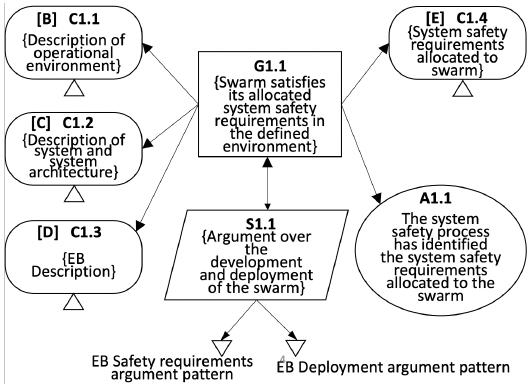 [B] C1.1
{Description of
operational
environment}
[E] C1.4
{System safety
requirements
allocated to
swarm}
G1.1
{Swarm satisfies
its allocated
system safety
requirements in
the defined
environment}
[C] C1.2
{Description of
system and
system
architecture}
[D] C1.3
{EB
Description}
S1.1
{Argument over
the
development
and deployment
of the swarm}
A1.1
The system
safety process
has identified
the system safety
requirements
allocated to the
swarm
EB Safety requirements
argument pattern
EB Deployment argument pattern